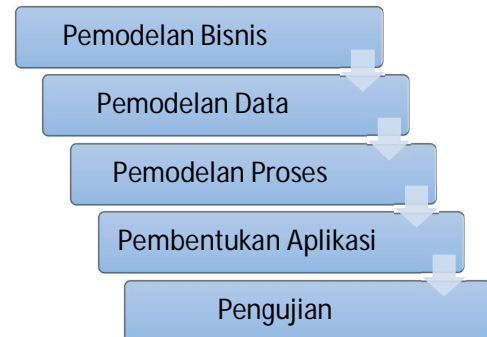 Pemodelan Bisnis
Pemodelan Data
Pemodelan Proses
Pembentukan Aplikasi
Pengujian